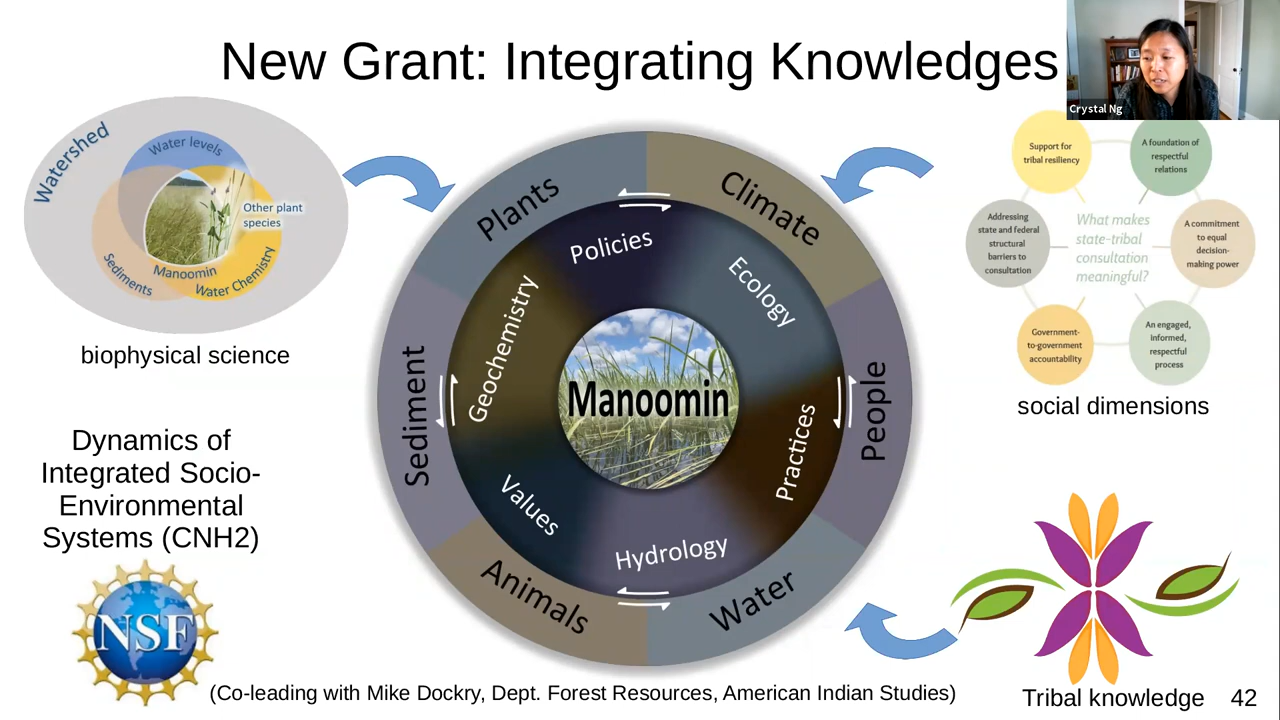 New Grant: Integrating Knowledges
Crystal Ng
Watershed
Water levels
Other plant
species
Manoomin
Sediments
Water Chemistry
biophysical science
Dynamics of
Integrated Socio-
Environmental
Systems (CNH2)
NSF
Plants
Climate
People
Water
Animals
Sediment
Policies
Ecology
Practices
Hydrology
Values
Geochemistry
Manoomin
Support for
tribal resiliency
A foundation of
respectful
relations
Addressing
state and federal
structural
barriers to
consultation
What makes
state-tribal
consultation
meaningful?
A commitment
to equal
decision-
making power
Government-
to-government
accountability
An engaged,
informed,
respectful
process
social dimensions
(Co-leading with Mike Dockry, Dept. Forest Resources, American Indian Studies)
Tribal knowledge
42